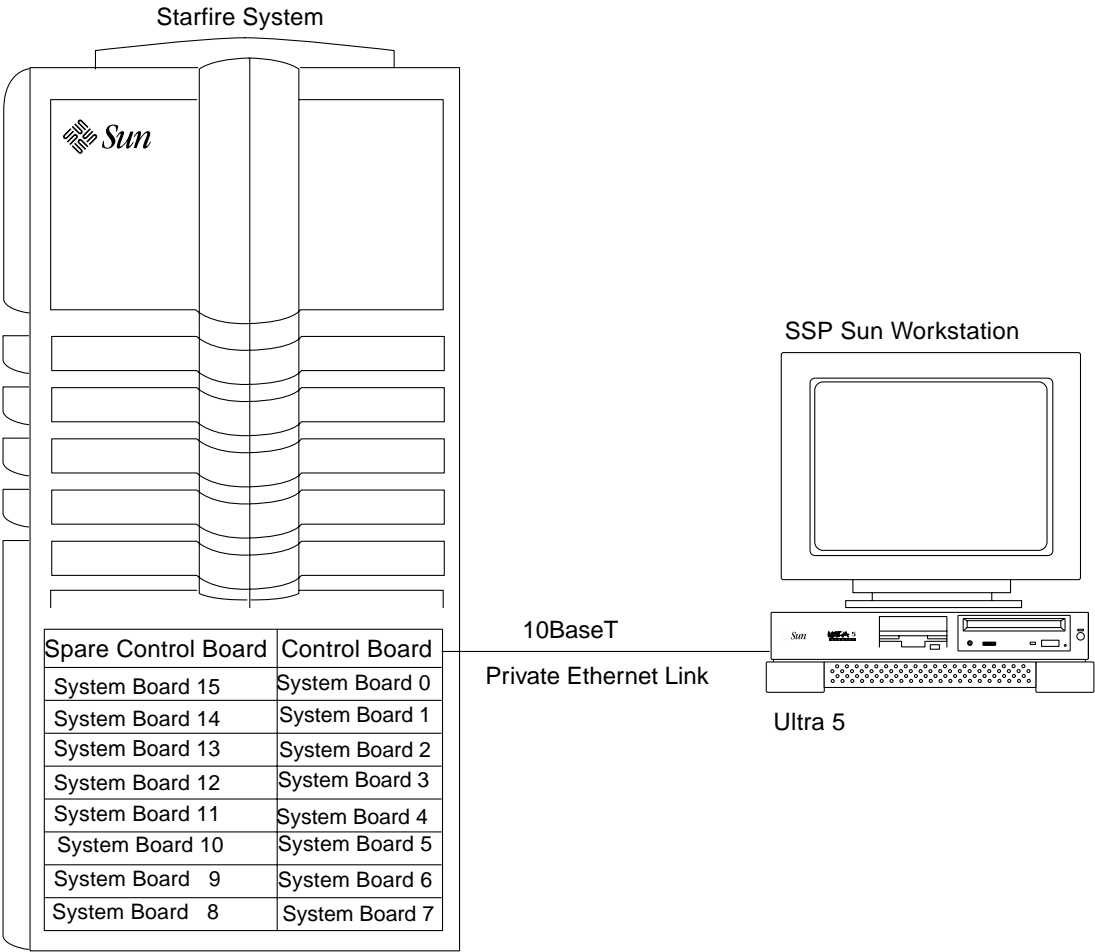 Starfire System
Sun
SSP Sun Workstation
10BaseT
Private Ethernet Link
Sun
5
Ultra 5
Spare Control Board Control Board
System Board 15 System Board 0
System Board 14 System Board 1
System Board 13 System Board 2
System Board 12 System Board 3
System Board 11 System Board 4
System Board 10 System Board 5
System Board 9 System Board 6
System Board 8 System Board 7